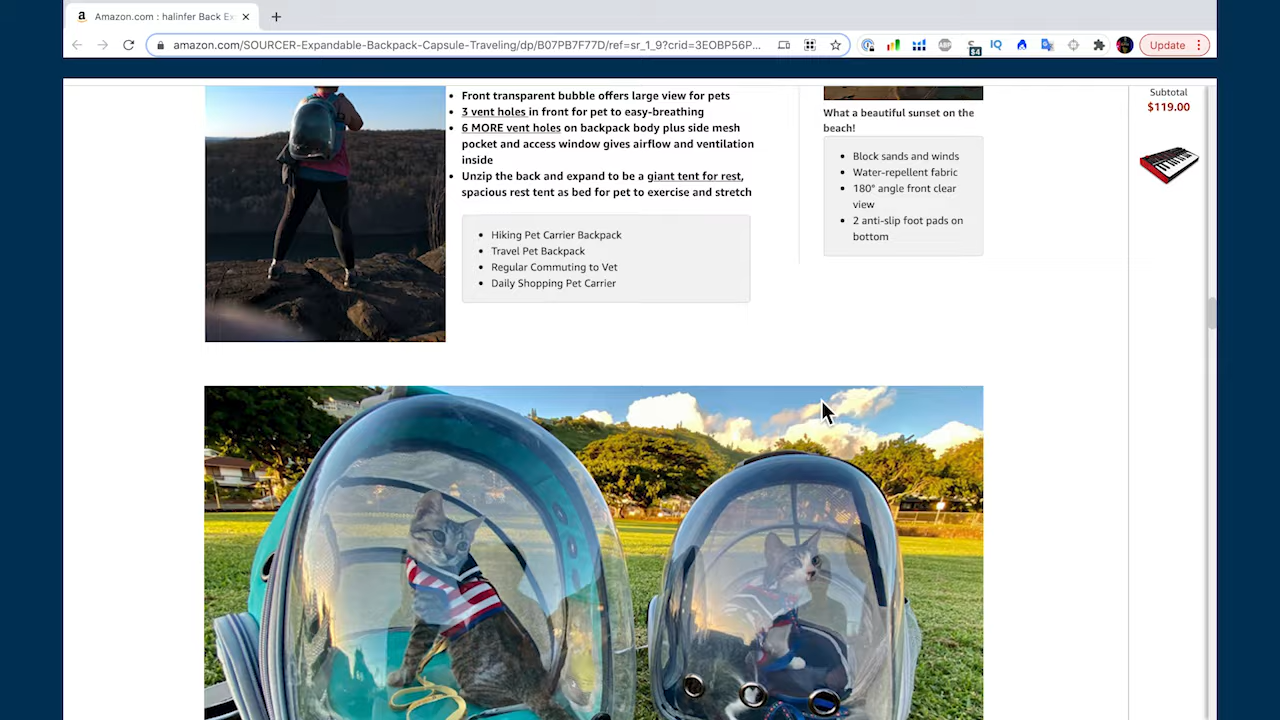 Amazon.com : halinfer Back Ex
amazon.com/SOURCER-Expandable-Backpack-Capsule-Traveling/dp/B07PB7F77D/ref=sr_1_9?crid=3EOBP56P...
ABP
$4
IQ
Update
Front transparent bubble offers large view for pets
3 vent holes in front for pet to easy-breathing
6 MORE vent holes on backpack body plus side mesh
pocket and access window gives airflow and ventilation
inside
Unzip the back and expand to be a giant tent for rest,
spacious rest tent as bed for pet to exercise and stretch
Hiking Pet Carrier Backpack
Travel Pet Backpack
Regular Commuting to Vet
Daily Shopping Pet Carrier
What a beautiful sunset on the
beach!
Block sands and winds
Water-repellent fabric
180° angle front clear
view
2 anti-slip foot pads on
bottom
Subtotal
$119.00